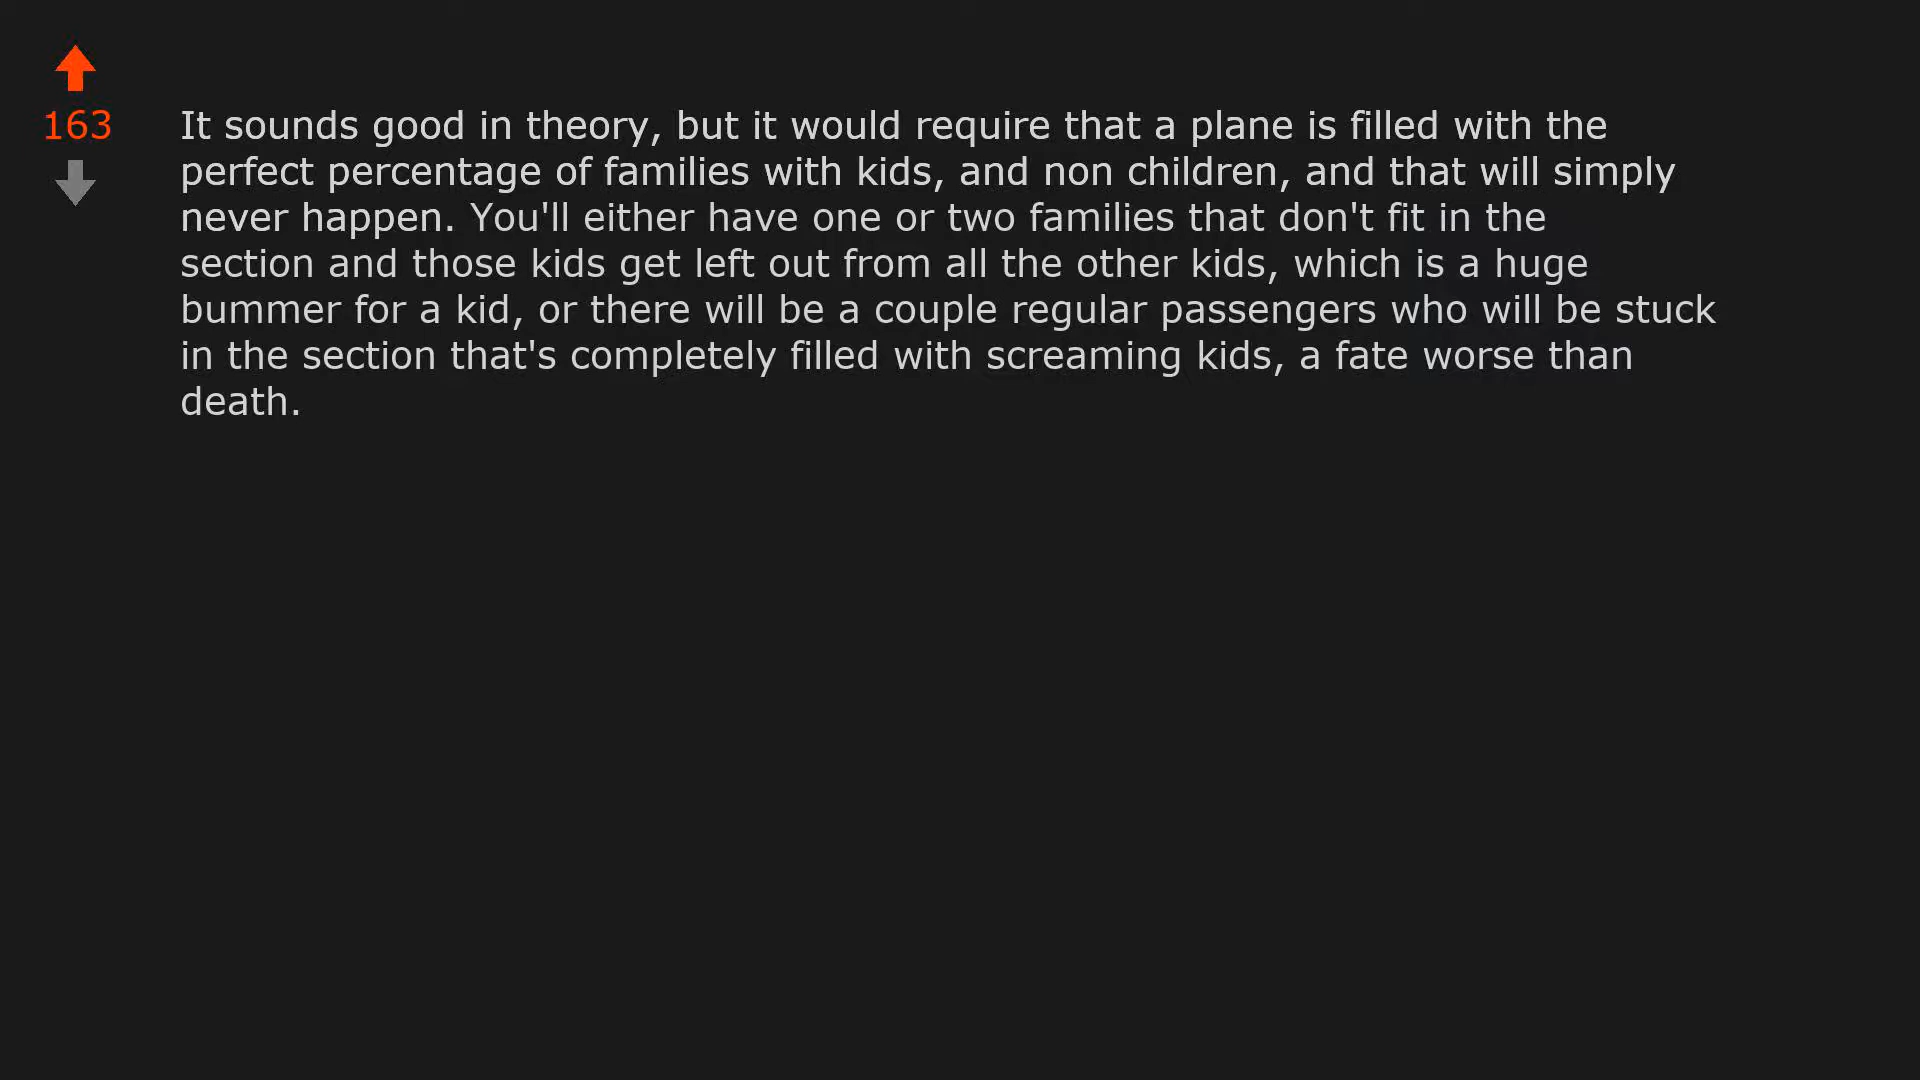 163
It sounds good in theory, but it would require that a plane is filled with the
perfect percentage of families with kids, and non children, and that will simply
never happen. You'll either have one or two families that don't fit in the
section and those kids get left out from all the other kids, which is a huge
bummer for a kid, or there will be a couple regular passengers who will be stuck
in the section that's completely filled with screaming kids, a fate worse than
death.